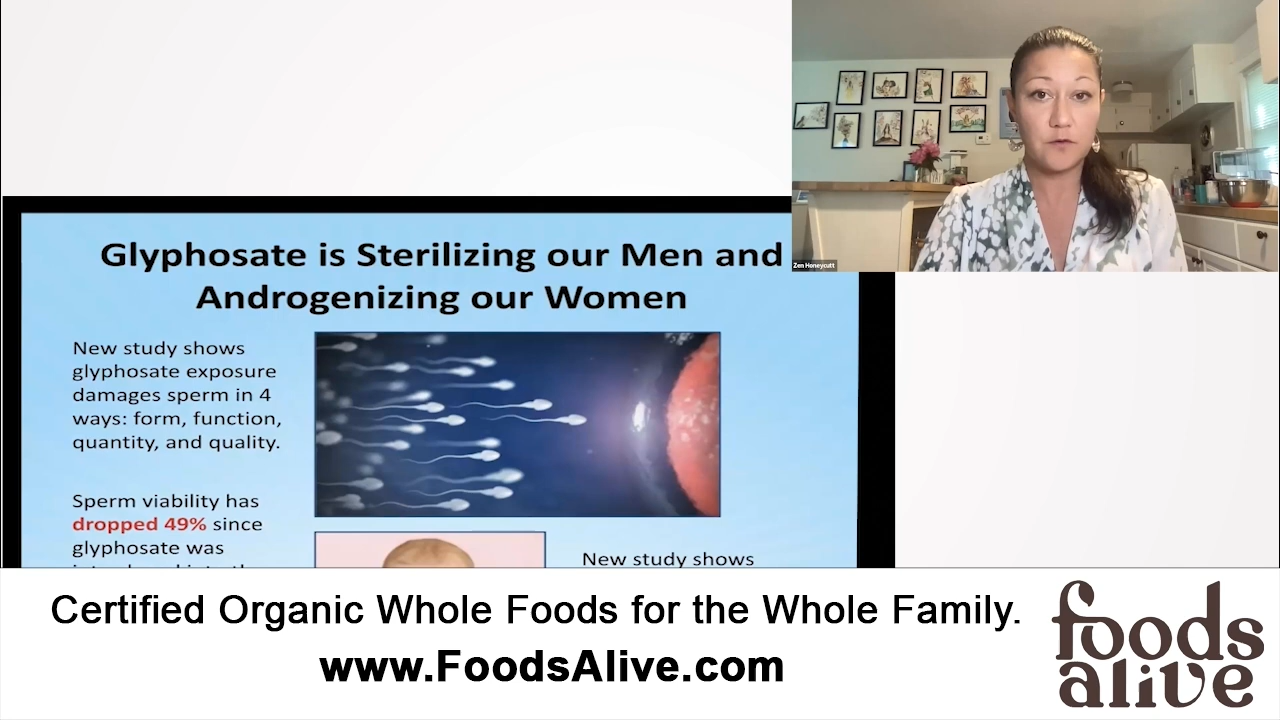 Zen Honeycutt
Glyphosate is Sterilizing our Men and
Androgenizing our Women
New study shows
glyphosate exposure
damages sperm in 4
ways: form, function,
quantity, and quality.
Sperm viability has
dropped 49% since
glyphosate was
New study shows
Certified Organic Whole Foods for the Whole Family.
www.FoodsAlive.com
foods
alive